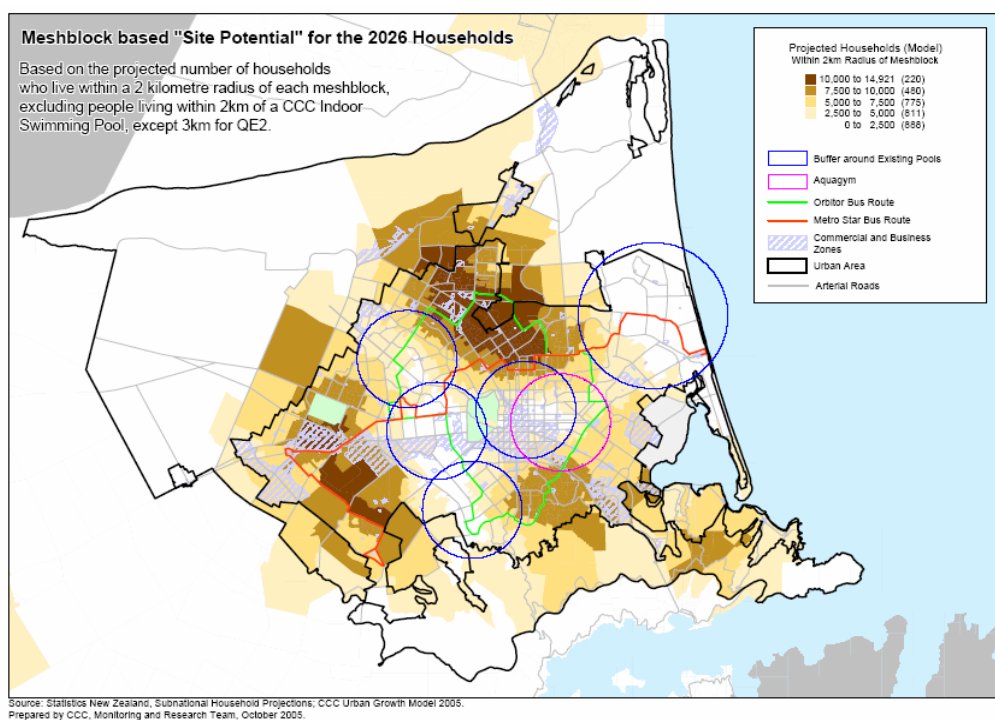 Meshblock based "Site Potential" for the 2026 Households
Based on the projected number of households
who live within a 2 kilometre radius of each meshblock,
excluding people living within 2km of a CCC Indoor
Swimming Pool, except 3km for QE2.
Projected Households (Model)
Within 2km Radius of Meshblock
10,000 to 14,921 (220)
7,500 to 10,000 (480)
5,000 to 7,500 (775)
2,500 to 5,000 (811)
0 to 2,500 (688)
Buffer around Existing Pools
Aquagym
Orbitor Bus Route
Metro Star Bus Route
Commercial and Business
Zones
Urban Area
Arterial Roads
Source: Statistics New Zealand, Subnational Household Projections; CCC Urban Growth Model 2005.
Prepared by CCC, Monitoring and Research Team, October 2005.